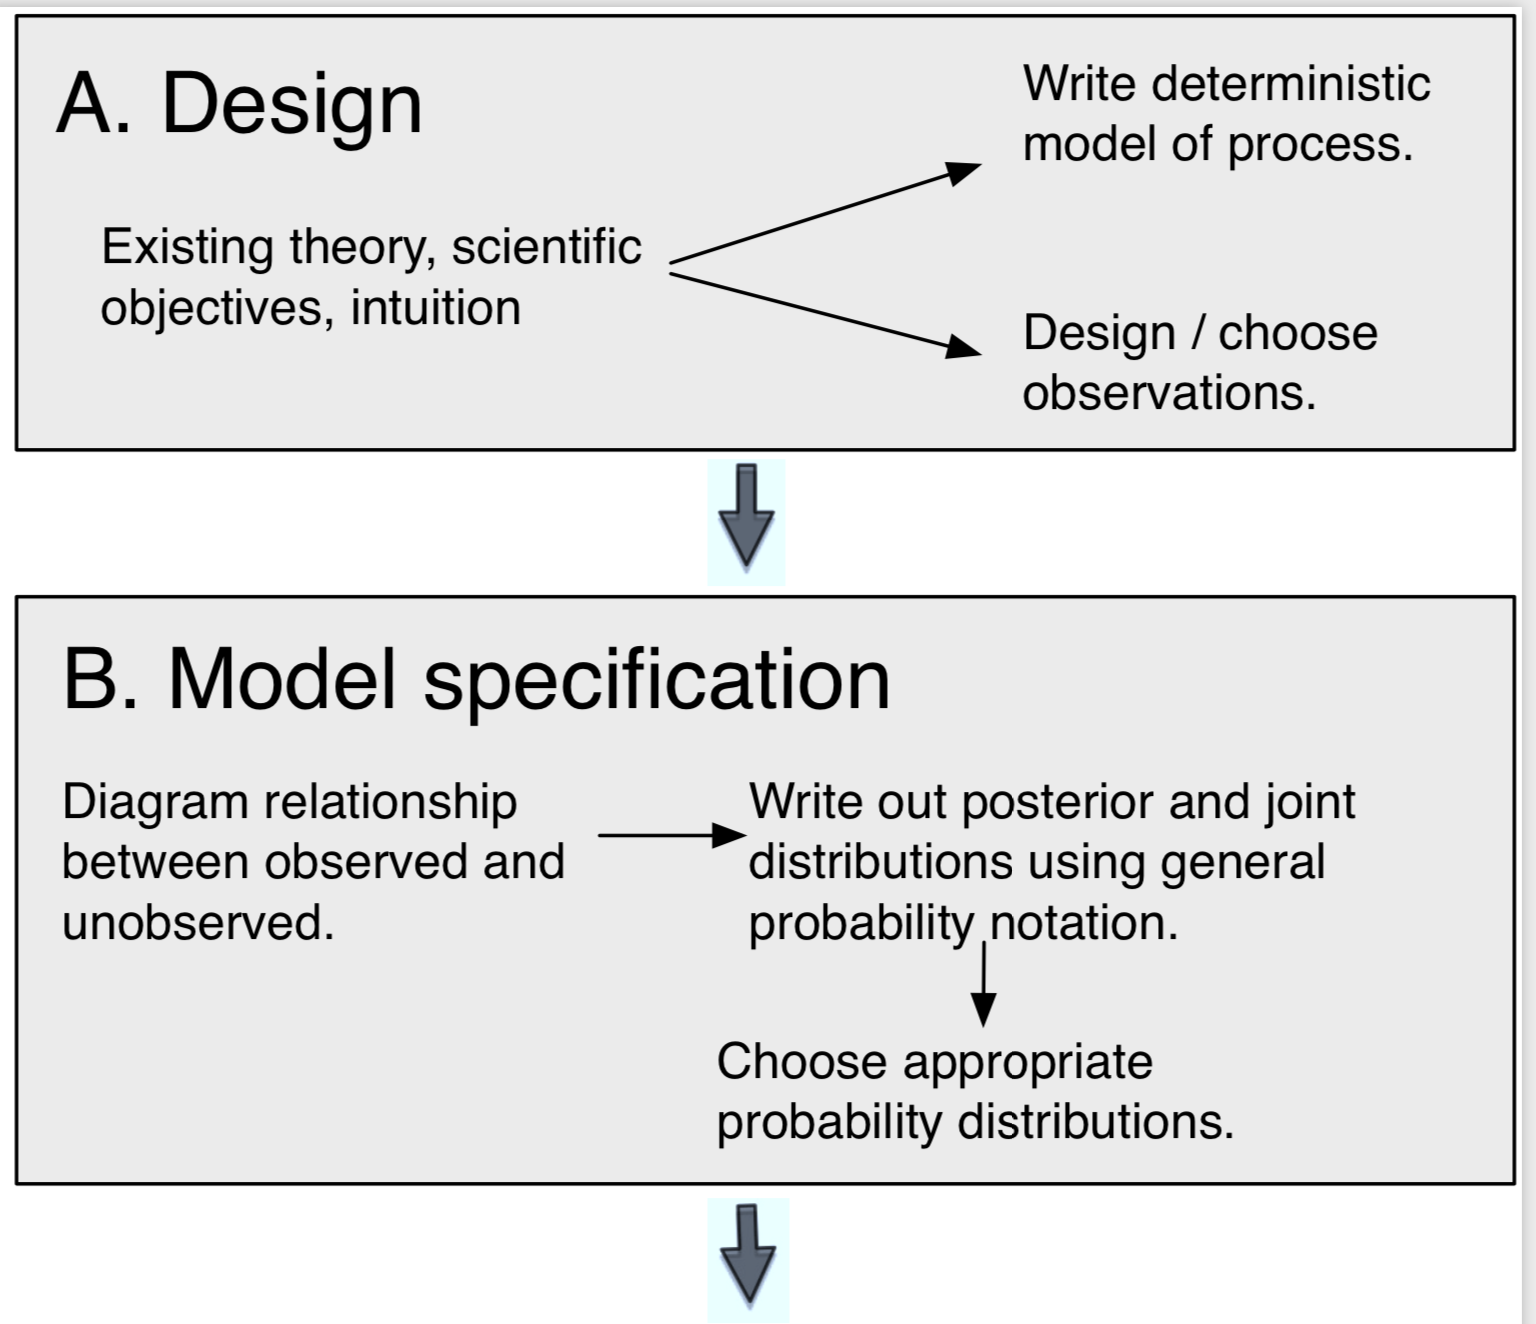 A. Design
Write deterministic
model of process.
Existing theory, scientific
objectives, intuition
Design / choose
observations.
B. Model specification
Diagram relationship
between observed and
unobserved.
Write out posterior and joint
distributions using general
probability notation.
Choose appropriate
probability distributions.